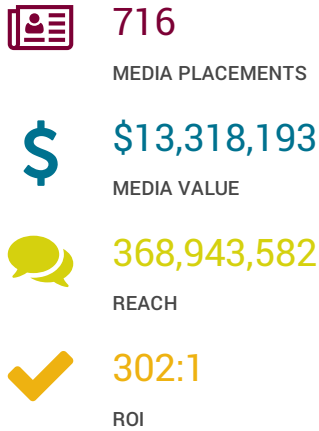 716
MEDIA PLACEMENTS
$13,318,193
MEDIA VALUE
368,943,582
REACH
302:1
ROI